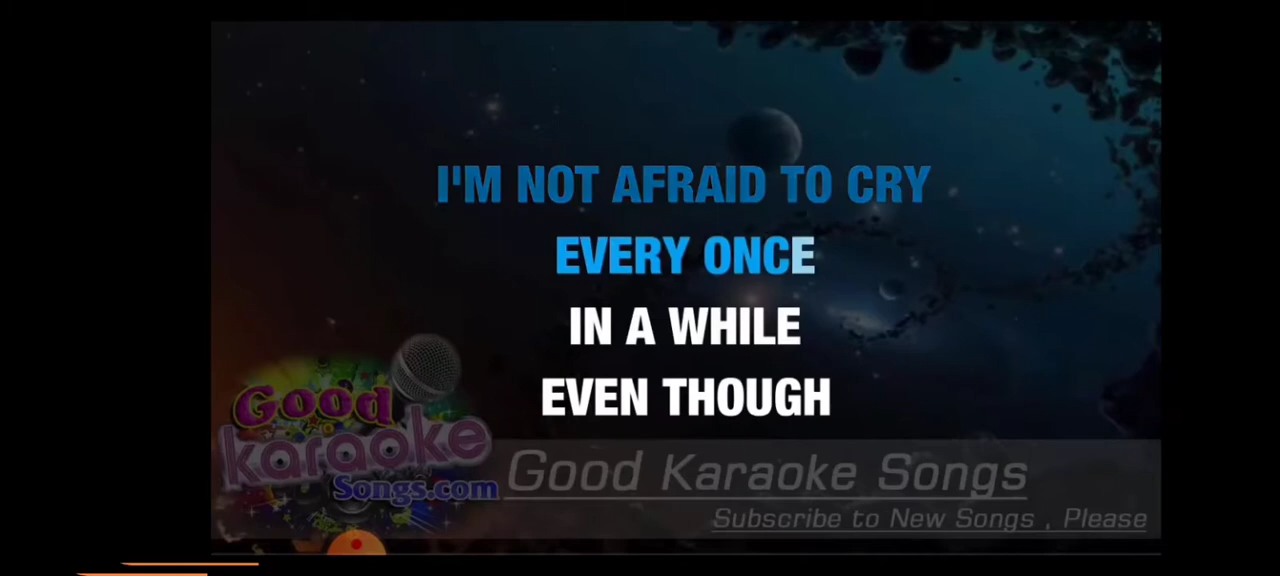 I'M NOT AFRAID TO CRY
EVERY ONCE
IN A WHILE
EVEN THOUGH
Good
karaoke
Songs.com
Good Karaoke Songs
Subscribe to New Songs , Please